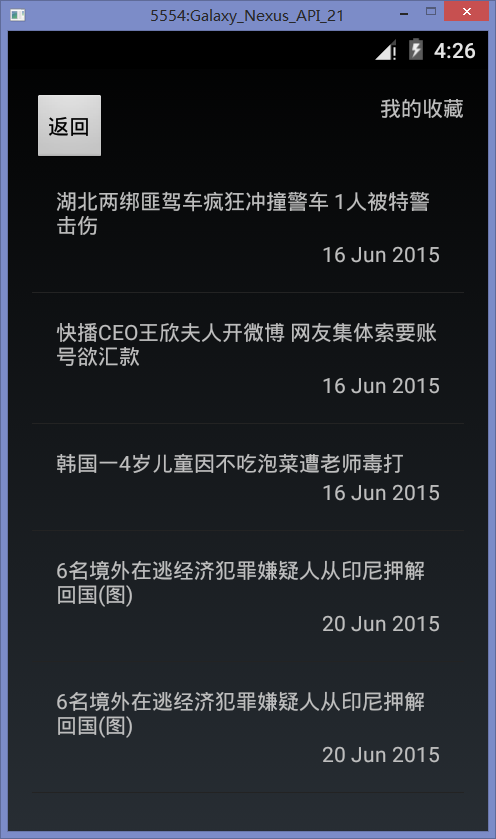 5554:Galaxy_Nexus_API_21
4:26
返回
我的收藏
湖北两绑匪驾车疯狂冲撞警车 1人被特警
击伤
16 Jun 2015
快播CEO王欣夫人开微博 网友集体索要账
号欲汇款
16 Jun 2015
韩国一4岁儿童因不吃泡菜遭老师毒打
16 Jun 2015
6名境外在逃经济犯罪嫌疑人从印尼押解
回国(图)
20 Jun 2015
6名境外在逃经济犯罪嫌疑人从印尼押解
回国(图)
20 Jun 2015